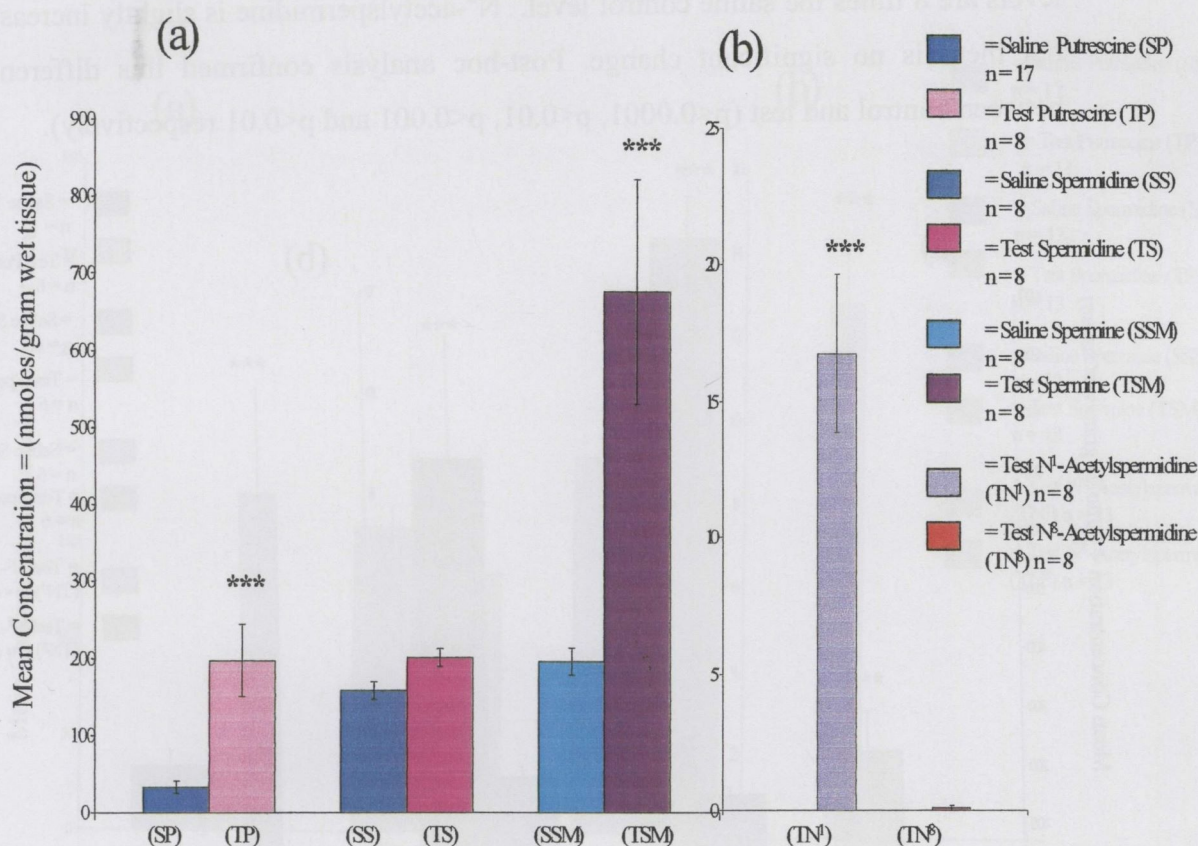 (a)
(b)
Mean Concentration = (nmoles/gram wet tissue)
900
800
700
600
500
400
300
200
100
0
***
***
(SP) (TP) (SS) (TS) (SSM) (TSM)
25
20
15
10
5
0
***
(TN¹) (TN⁸)
= Saline Putrescine (SP)
n = 17
= Test Putrescine (TP)
n = 8
= Saline Spermidine (SS)
n = 8
= Test Spermidine (TS)
n = 8
= Saline Spermine (SSM)
n = 8
= Test Spermine (TSM)
n = 8
= Test N¹-Acetylspermidine
(TN¹) n = 8
= Test N⁸-Acetylspermidine
(TN⁸) n = 8